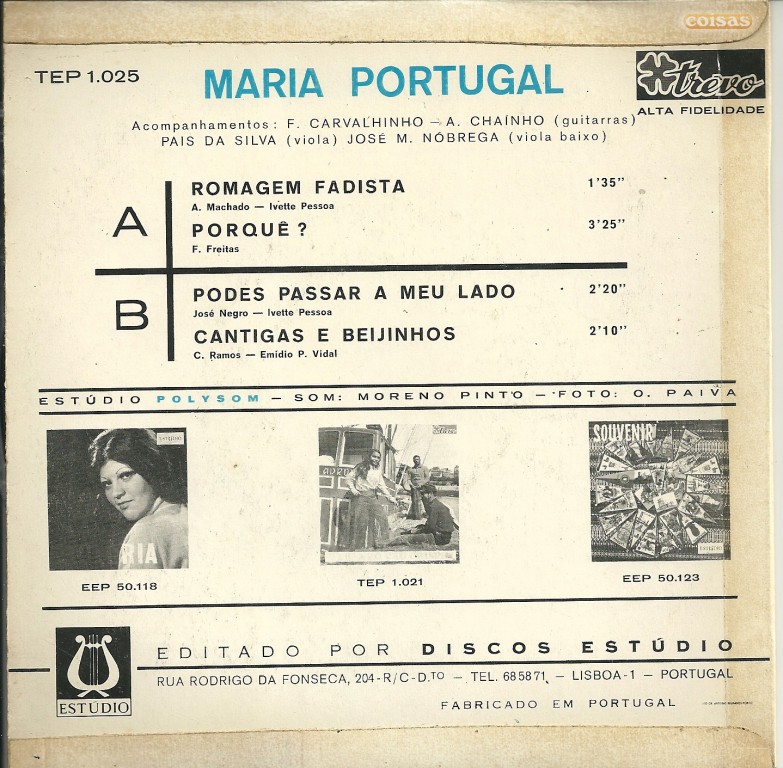 coisas
TEP 1.025
MARIA PORTUGAL
trevo
ALTA FIDELIDADE
Acompanhamentos: F. CARVALHINHO — A. CHAÍNHO (guitarras)
PAIS DA SILVA (viola) JOSÉ M. NÓBREGA (viola baixo)
A
ROMAGEM FADISTA 1'35"
A. Machado — Ivette Pessoa
PORQUÊ? 3'25"
F. Freitas
B
PODES PASSAR A MEU LADO 2'20"
José Negro — Ivette Pessoa
CANTIGAS E BEIJINHOS 2'10"
C. Ramos — Emídio P. Vidal
ESTÚDIO POLYSOM — SOM: MORENO PINTO — FOTO: O. PAIVA
ESTÚDIO
RIA
SOUVENIR
ESTÚDIO
EEP 50.118
TEP 1.021
EEP 50.123
ESTÚDIO
EDITADO POR DISCOS ESTÚDIO
RUA RODRIGO DA FONSECA, 204-R/C-D.TO — TEL. 685871, — LISBOA-1 — PORTUGAL
FABRICADO EM PORTUGAL